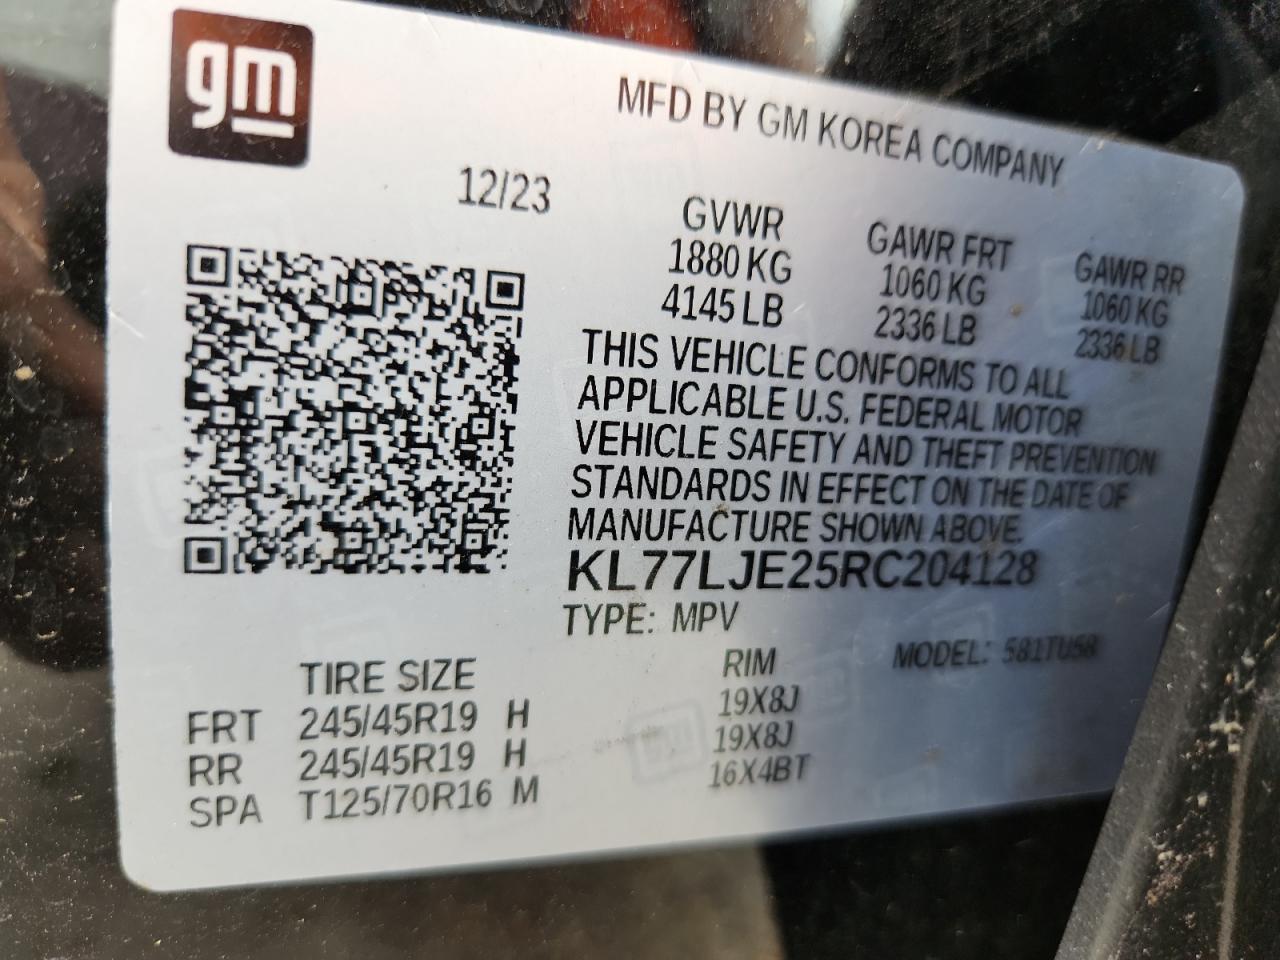 gm
MFD BY GM KOREA COMPANY
12/23
GVWR GAWR FRT GAWR RR
1880 KG 1060 KG 1060 KG
4145 LB 2336 LB 2336 LB
THIS VEHICLE CONFORMS TO ALL
APPLICABLE U.S. FEDERAL MOTOR
VEHICLE SAFETY AND THEFT PREVENTION
STANDARDS IN EFFECT ON THE DATE OF
MANUFACTURE SHOWN ABOVE.
KL77LJE25RC204128
TYPE: MPV MODEL: 581TU58
TIRE SIZE RIM
FRT 245/45R19 H 19X8J
RR 245/45R19 H 19X8J
SPA T125/70R16 M 16X4BT